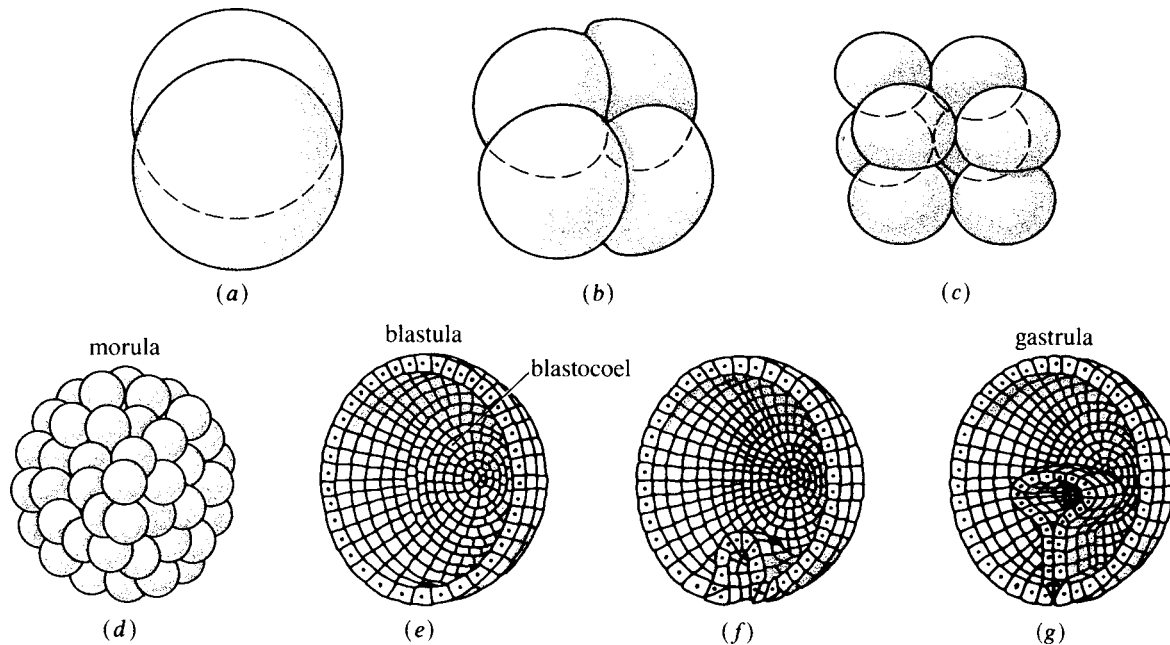 (a)
(b)
(c)
morula
blastula
blastocoel
gastrula
(d)
(e)
(f)
(g)